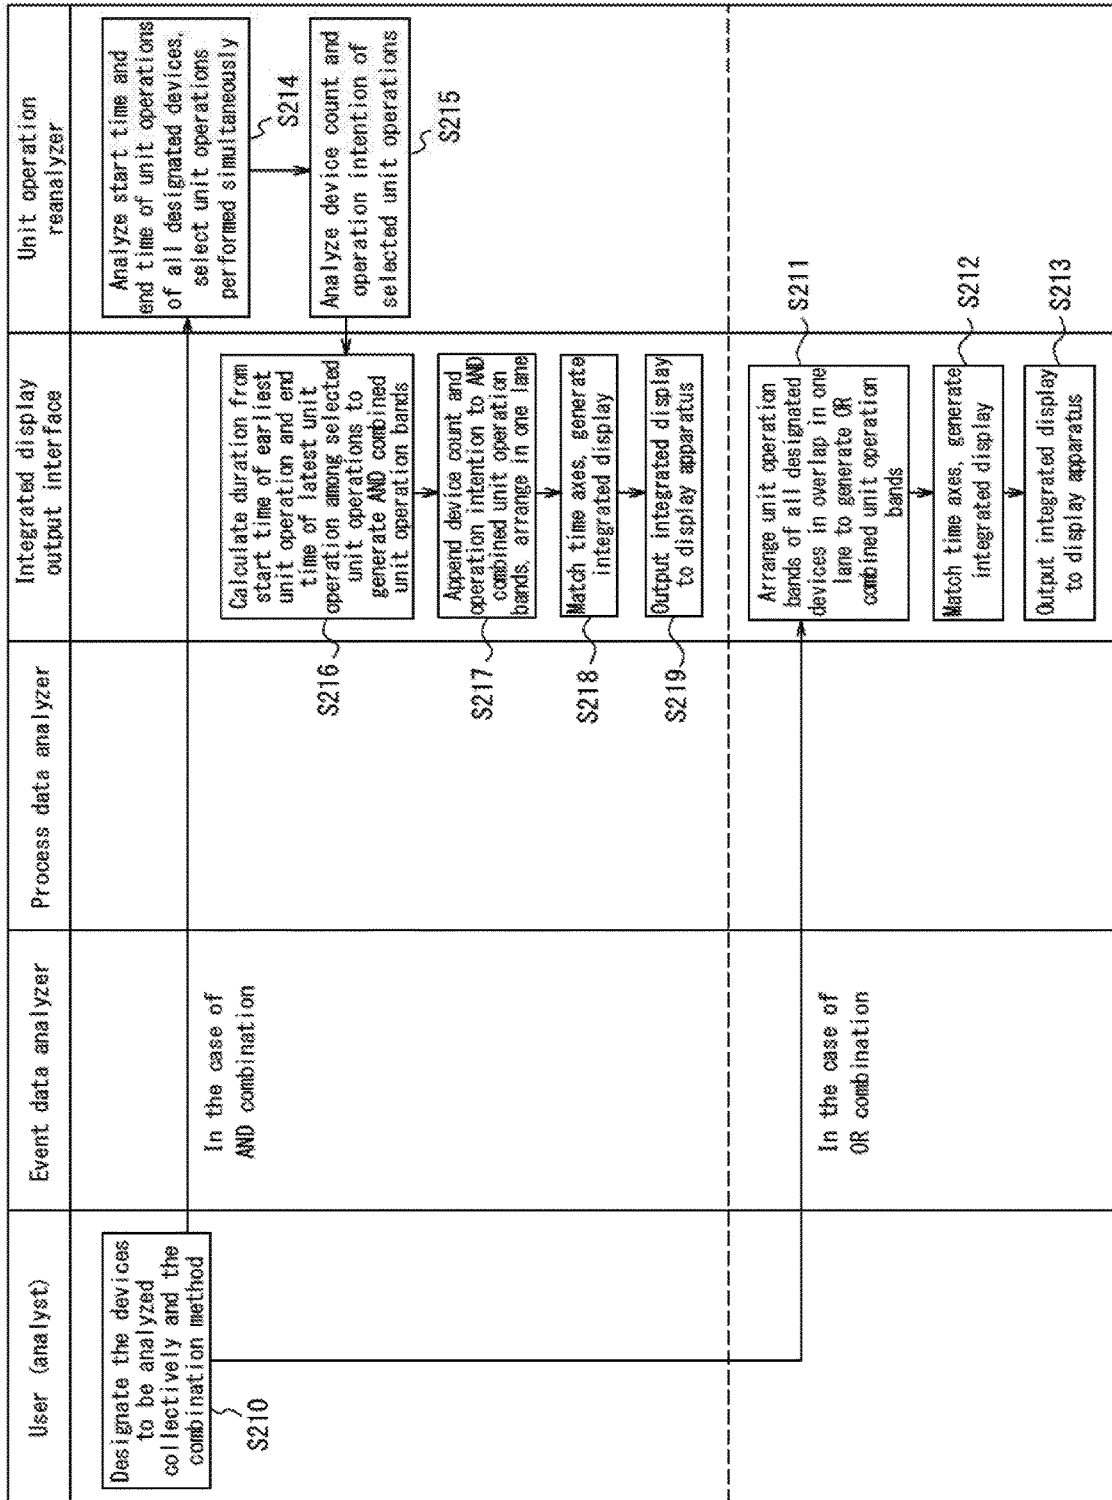 User (analyst)
Event data analyzer
Process data analyzer
Integrated display
output interface
Unit operation
reanalyzer
Designate the devices
to be analyzed
collectively and the
combination method
S210
In the case of
AND combination
Analyze start time and
end time of unit operations
of all designated devices,
select unit operations
performed simultaneously
S214
Analyze device count and
operation intention of
selected unit operations
S215
Calculate duration from
start time of earliest
unit operation and end
time of latest unit
operation among selected
unit operations to
generate AND combined
unit operation bands
S216
Append device count and
operation intention to AND
combined unit operation
bands, arrange in one lane
S217
Match time axes, generate
integrated display
S218
Output integrated display
to display apparatus
S219
In the case of
OR combination
Arrange unit operation
bands of all designated
devices in overlap in one
lane to generate OR
combined unit operation
bands
S211
Match time axes, generate
integrated display
S212
Output integrated display
to display apparatus
S213